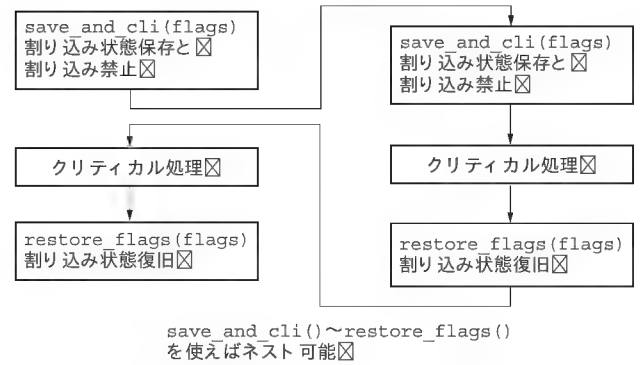 save_and_cli(flags)
割り込み状態保存と
割り込み禁止
クリティカル処理
restore_flags(flags)
割り込み状態復旧
save_and_cli(flags)
割り込み状態保存と
割り込み禁止
クリティカル処理
restore_flags(flags)
割り込み状態復旧
save_and_cli()〜restore_flags()
を使えばネスト可能